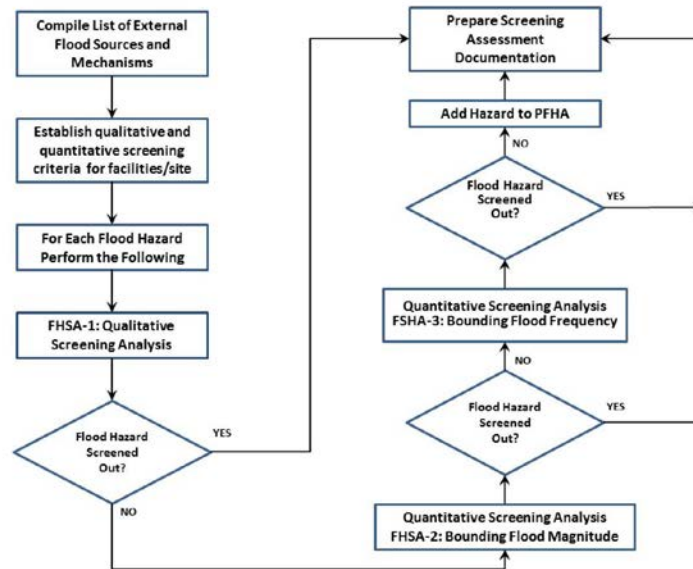 Compile List of External
Flood Sources and
Mechanisms
Establish qualitative and
quantitative screening
criteria for facilities/site
For Each Flood Hazard
Perform the Following
FHSA-1: Qualitative
Screening Analysis
Flood Hazard
Screened
Out?
YES
NO
Quantitative Screening Analysis
FHSA-2: Bounding Flood Magnitude
Flood Hazard
Screened
Out?
YES
NO
Quantitative Screening Analysis
FSHA-3: Bounding Flood Frequency
Flood Hazard
Screened
Out?
YES
NO
Add Hazard to PFHA
Prepare Screening
Assessment
Documentation